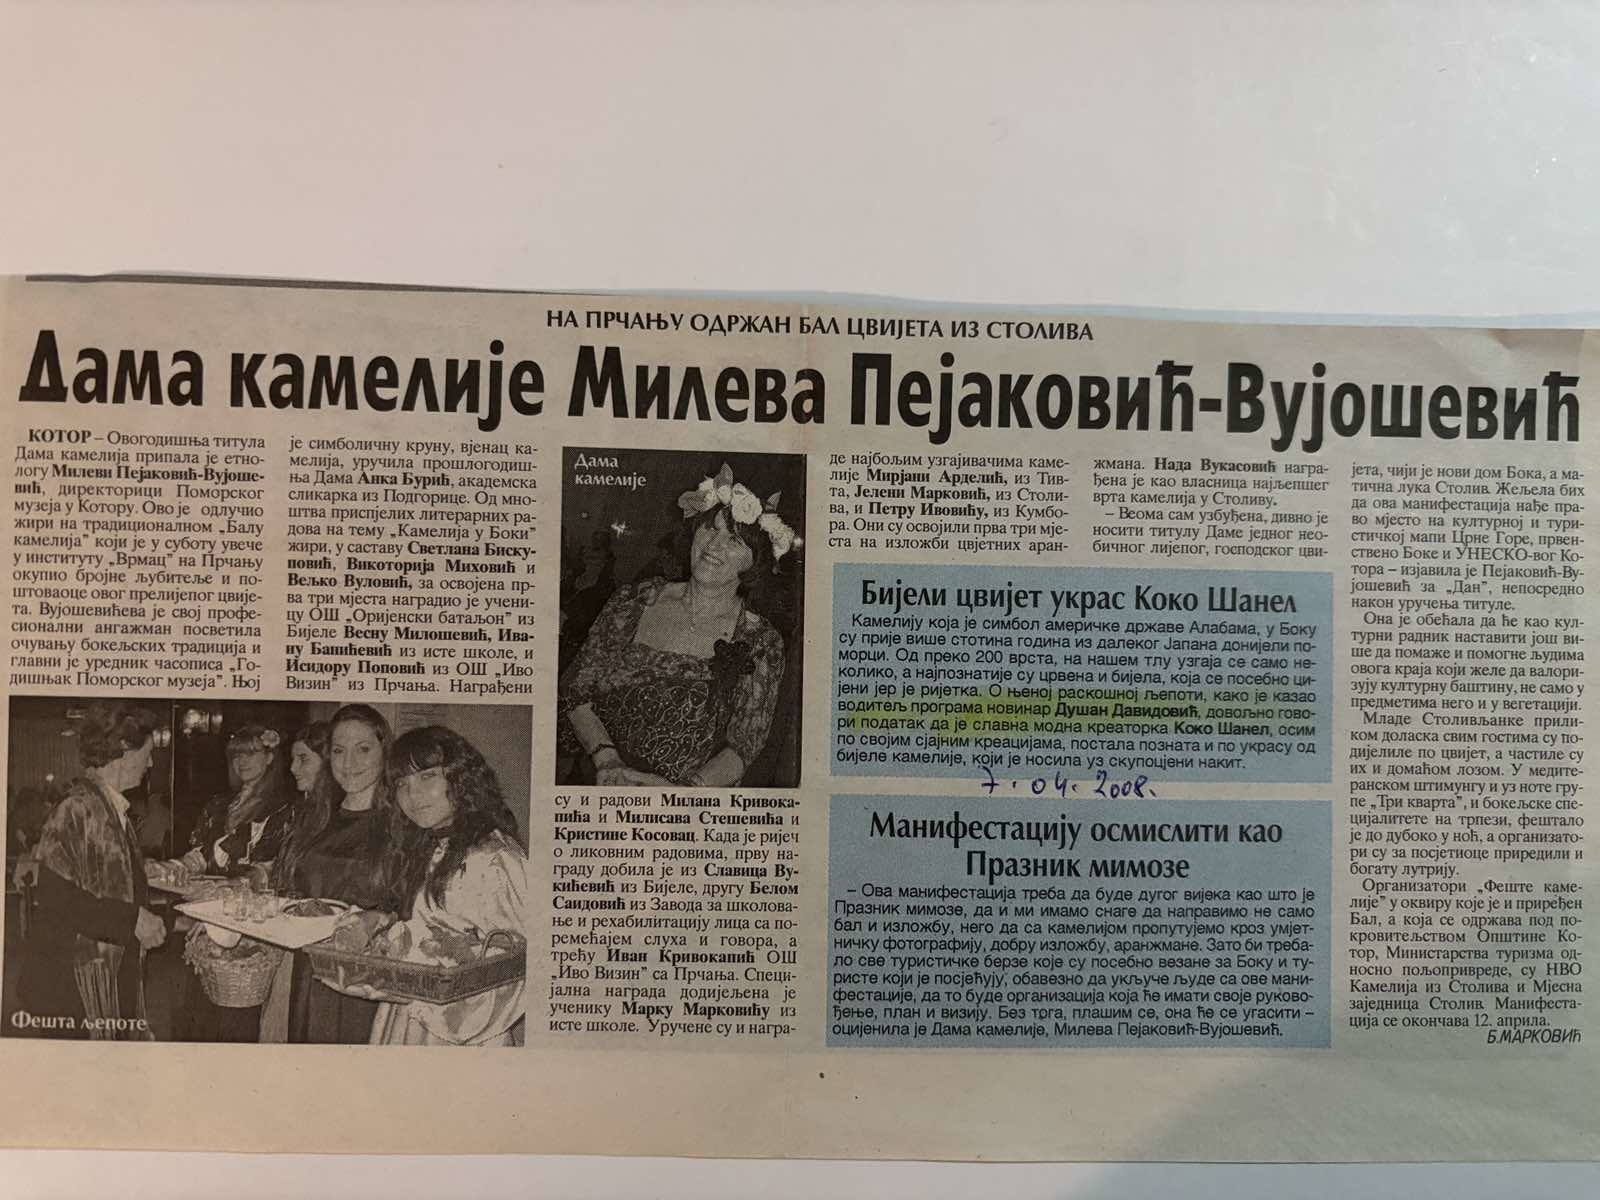 НА ПРЧАЊУ ОДРЖАН БАЛ ЦВИЈЕТА ИЗ СТОЛИВА
Дама камелије Милева Пејаковић-Вујошевић
КОТОР – Овогодишња титула
Дама камелија припала је етно-
логу Милеви Пејаковић-Вујоше-
вић, директорици Поморског
музеја у Котору. Ово је одлучио
жири на традиционалном „Балу
камелија" који је у суботу увече
у институту „Врмац" на Прчању
окупио бројне љубитеље и по-
штоваоце овог прелијепог цвије-
та. Вујошевићева је свој профе-
сионални ангажман посветила
очувању бокељских традиција и
главни је уредник часописа „Го-
дишњак Поморског музеја". Њој
је симболичну круну, вјенац ка-
мелија, уручила прошлогодиш-
ња Дама Анка Бурић, академска
сликарка из Подгорице. Од мно-
штва приспјелих литерарних ра-
дова на тему „Камелија у Боки"
жири, у саставу Светлана Биску-
повић, Викоторија Миховић и
Вељко Вуловић, за освојена пр-
ва три мјеста наградио је учени-
цу ОШ „Оријенски батаљон" из
Бијеле Весну Милошевић, Ива-
ну Банићевић из исте школе, и
Исидору Поповић из ОШ „Иво
Визин" из Прчања. Награђени
Фешта љепоте
Дама
камелије
су и радови Милана Кривока-
пића и Милисава Стешевића и
Кристине Косовац. Када је ријеч
о ликовним радовима, прву на-
граду добила је из Славица Ву-
кићевић из Бијеле, другу Белом
Саидовић из Завода за школова-
ње и рехабилитацију лица са по-
ремећајем слуха и говора, а
трећу Иван Кривокапић ОШ
„Иво Визин" са Прчања. Специ-
јална награда додијељена је
ученику Марку Марковићу из
исте школе. Уручене су и награ-
де најбољим узгајивачима каме-
лије Мирјани Арделић, из Тив-
та, Јелени Марковић, из Столи-
ва, и Петру Ивовићу, из Кумбо-
ра. Они су освојили прва три мје-
ста на изложби цвјетних аран-
жмана. Нада Вукасовић награ-
ђена је као власница најљепшег
врта камелија у Столиву.
– Веома сам узбуђена, дивно је
носити титулу Даме једног нео-
бичног лијепог, господског цви-
Бијели цвијет украс Коко Шанел
Камелију која је симбол америчке државе Алабама, у Боку
су прије више стотина година из далеког Јапана донијели по-
морци. Од преко 200 врста, на нашем тлу узгаја се само не-
колико, а најпознатије су црвена и бијела, која се посебно ци-
јени јер је ријетка. О њеној раскошној љепоти, како је казао
водитељ програма новинар Душан Давидовић, довољно гово-
ри податак да је славна модна креаторка Коко Шанел, осим
по својим сјајним креацијама, постала позната и по украсу од
бијеле камелије, који је носила уз скупоцјени накит.
7. 04. 2008.
Манифестацију осмислити као
Празник мимозе
– Ова манифестација треба да буде дугог вијека као што је
Празник мимозе, да и ми имамо снаге да направимо не само
бал и изложбу, него да са камелијом пропутујемо кроз умјет-
ничку фотографију, добру изложбу, аранжмане. Зато би треба-
ло све туристичке берзе које су посебно везане за Боку и ту-
ристе који је посјећују, обавезно да укључе људе са ове мани-
фестације, да то буде организација која ће имати своје руково-
ђење, план и визију. Без тога, плашим се, она ће се угасити –
оцијенила је Дама камелије, Милева Пејаковић-Вујошевић.
јета, чији је нови дом Бока, а ма-
тична лука Столив. Жељела бих
да ова манифестација нађе пра-
во мјесто на културној и тури-
стичкој мапи Црне Горе, првен-
ствено Боке и УНЕСКО-вог Ко-
тора – изјавила је Пејаковић-Ву-
јошевић за „Дан", непосредно
након уручења титуле.
Она је обећала да ће као кул-
турни радник наставити још ви-
ше да помаже и помогне људима
овога краја који желе да валори-
зују културну баштину, не само у
предметима него и у вегетацији.
Младе Столивљанке прили-
ком доласка свим гостима су по-
дијелиле по цвијет, а частиле су
их и домаћом лозом. У медите-
ранском штимунгу и уз ноте гру-
пе „Три кварта", и бокељске спе-
цијалитете на трпези, фештало
је до дубоко у ноћ, а организато-
ри су за посјетиоце приредили и
богату лутрију.
Организатори „Феште каме-
лије" у оквиру које је и приређен
Бал, а која се одржава под по-
кровитељством Општине Ко-
тор, Министарства туризма од-
носно пољопривреде, су НВО
Камелија из Столива и Мјесна
заједница Столив. Манифеста-
ција се окончава 12. априла.
Б.МАРКОВИЋ